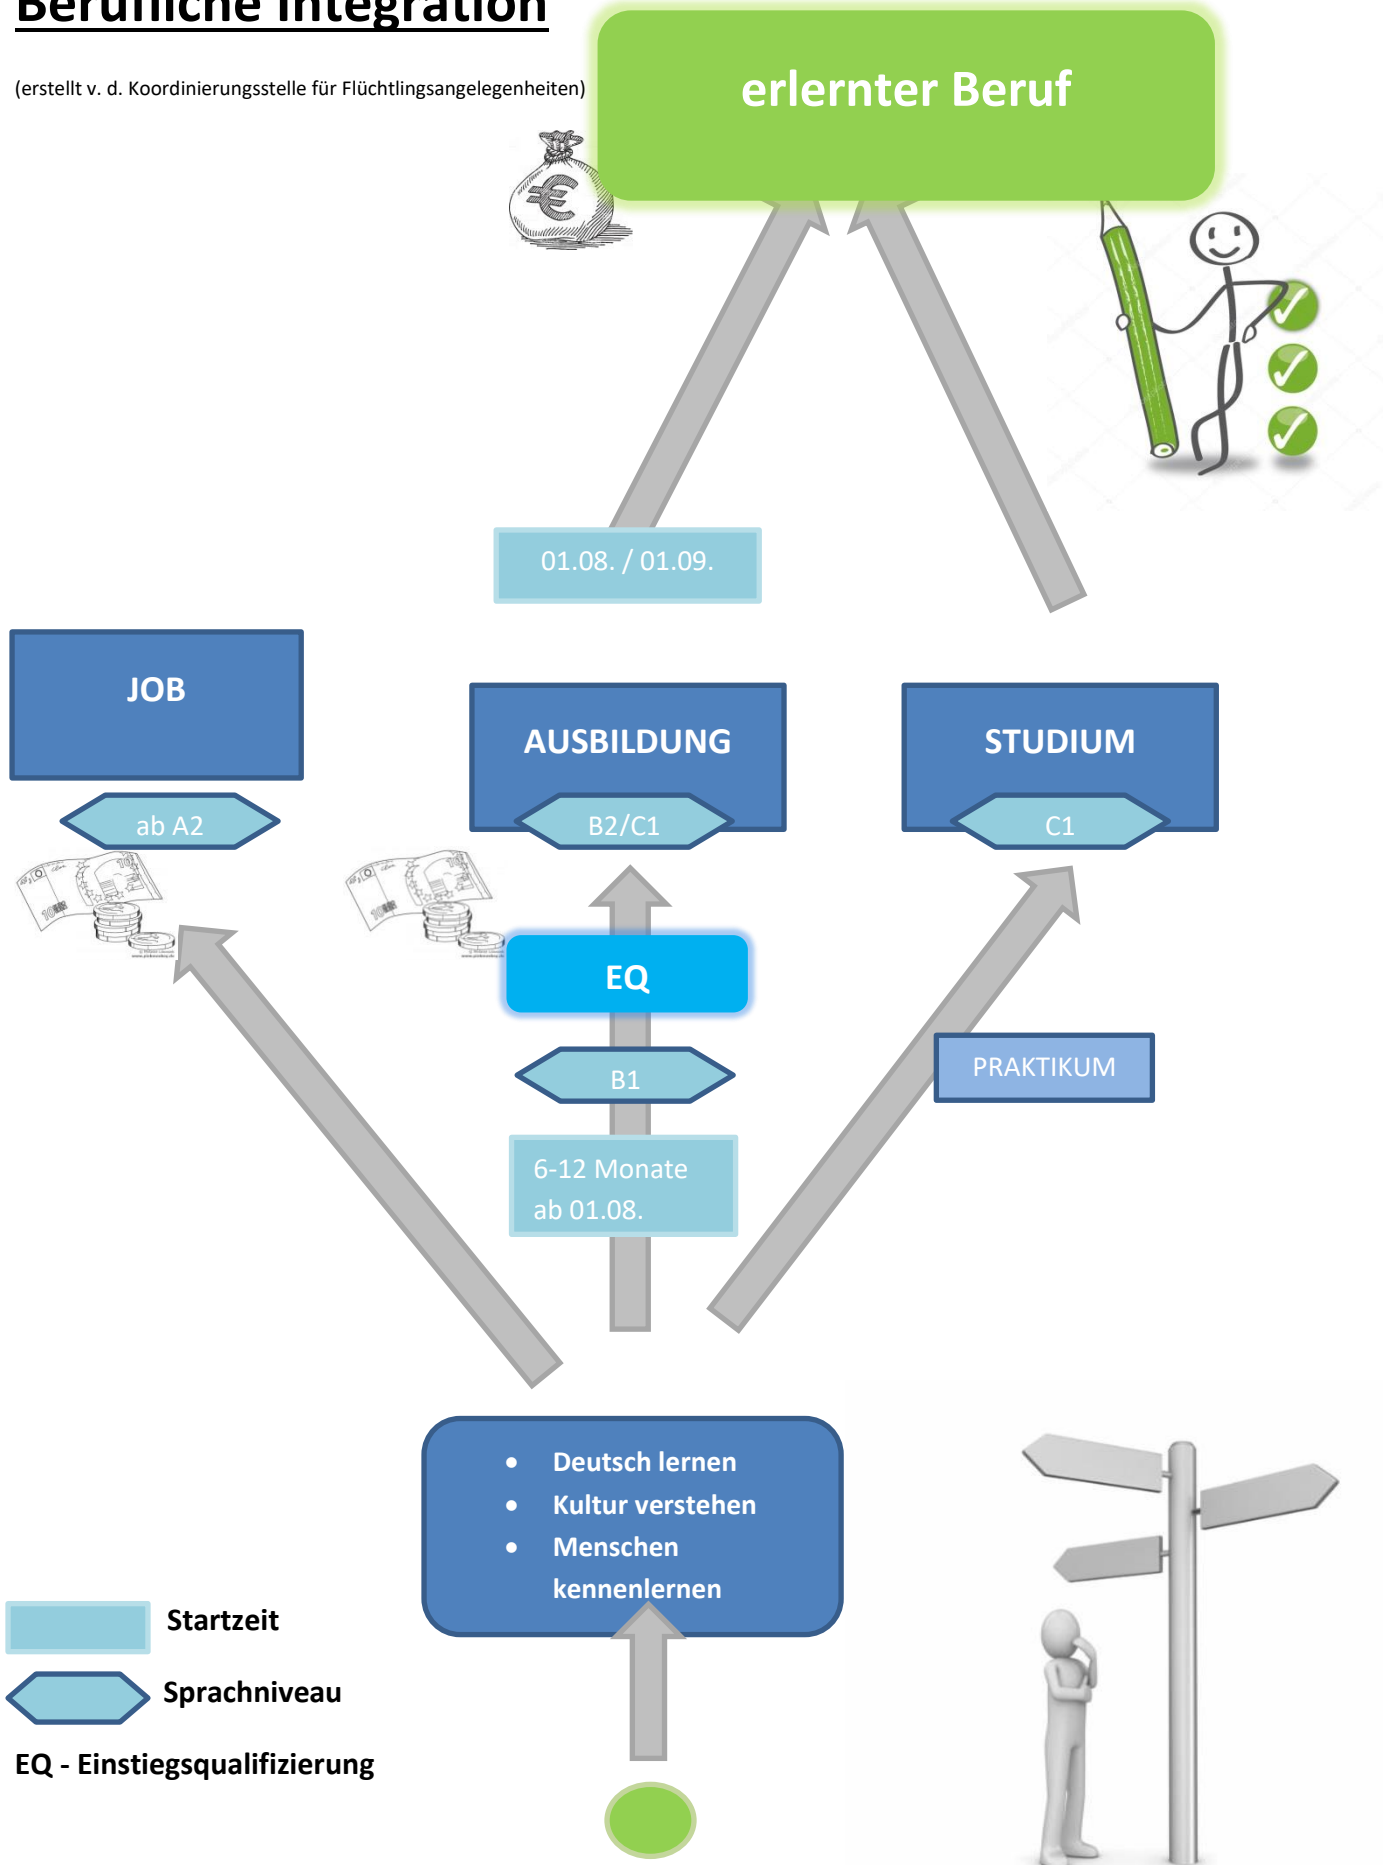 Berufliche Integration
(erstellt v. d. Koordinierungsstelle für Flüchtlingsangelegenheiten)
erlernter Beruf
01.08. / 01.09.
JOB
AUSBILDUNG
STUDIUM
ab A2
B2/C1
C1
EQ
PRAKTIKUM
B1
6-12 Monate
ab 01.08.
• Deutsch lernen
• Kultur verstehen
• Menschen
kennenlernen
Startzeit
Sprachniveau
EQ - Einstiegsqualifizierung